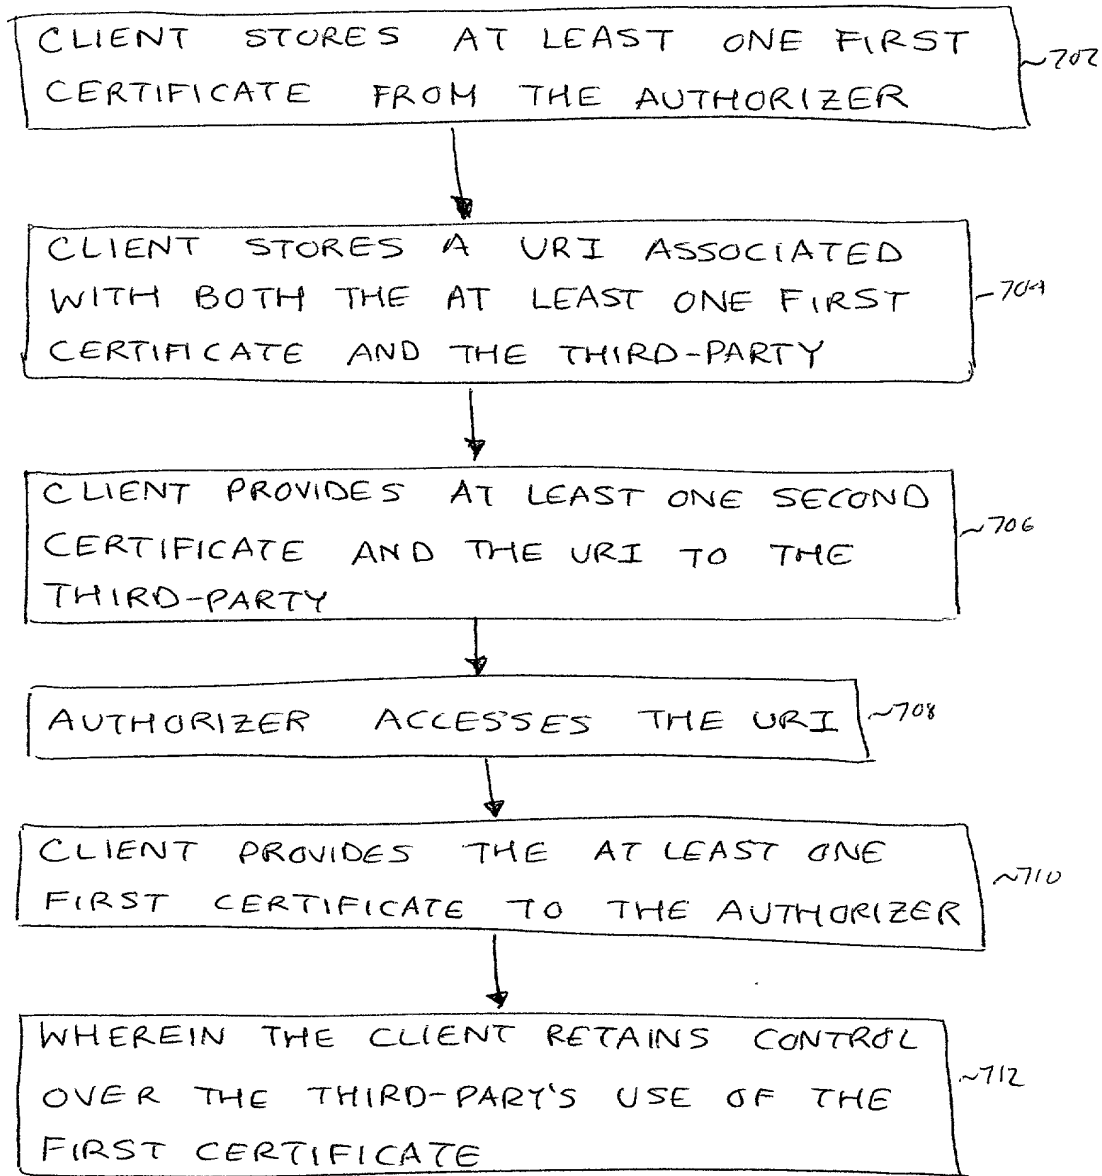 CLIENT STORES AT LEAST ONE FIRST
CERTIFICATE FROM THE AUTHORIZER
~702
CLIENT STORES A URI ASSOCIATED
WITH BOTH THE AT LEAST ONE FIRST
CERTIFICATE AND THE THIRD-PARTY
-704
CLIENT PROVIDES AT LEAST ONE SECOND
CERTIFICATE AND THE URI TO THE
THIRD-PARTY
~706
AUTHORIZER ACCESSES THE URI
~708
CLIENT PROVIDES THE AT LEAST ONE
FIRST CERTIFICATE TO THE AUTHORIZER
~710
WHEREIN THE CLIENT RETAINS CONTROL
OVER THE THIRD-PARY'S USE OF THE
FIRST CERTIFICATE
~712